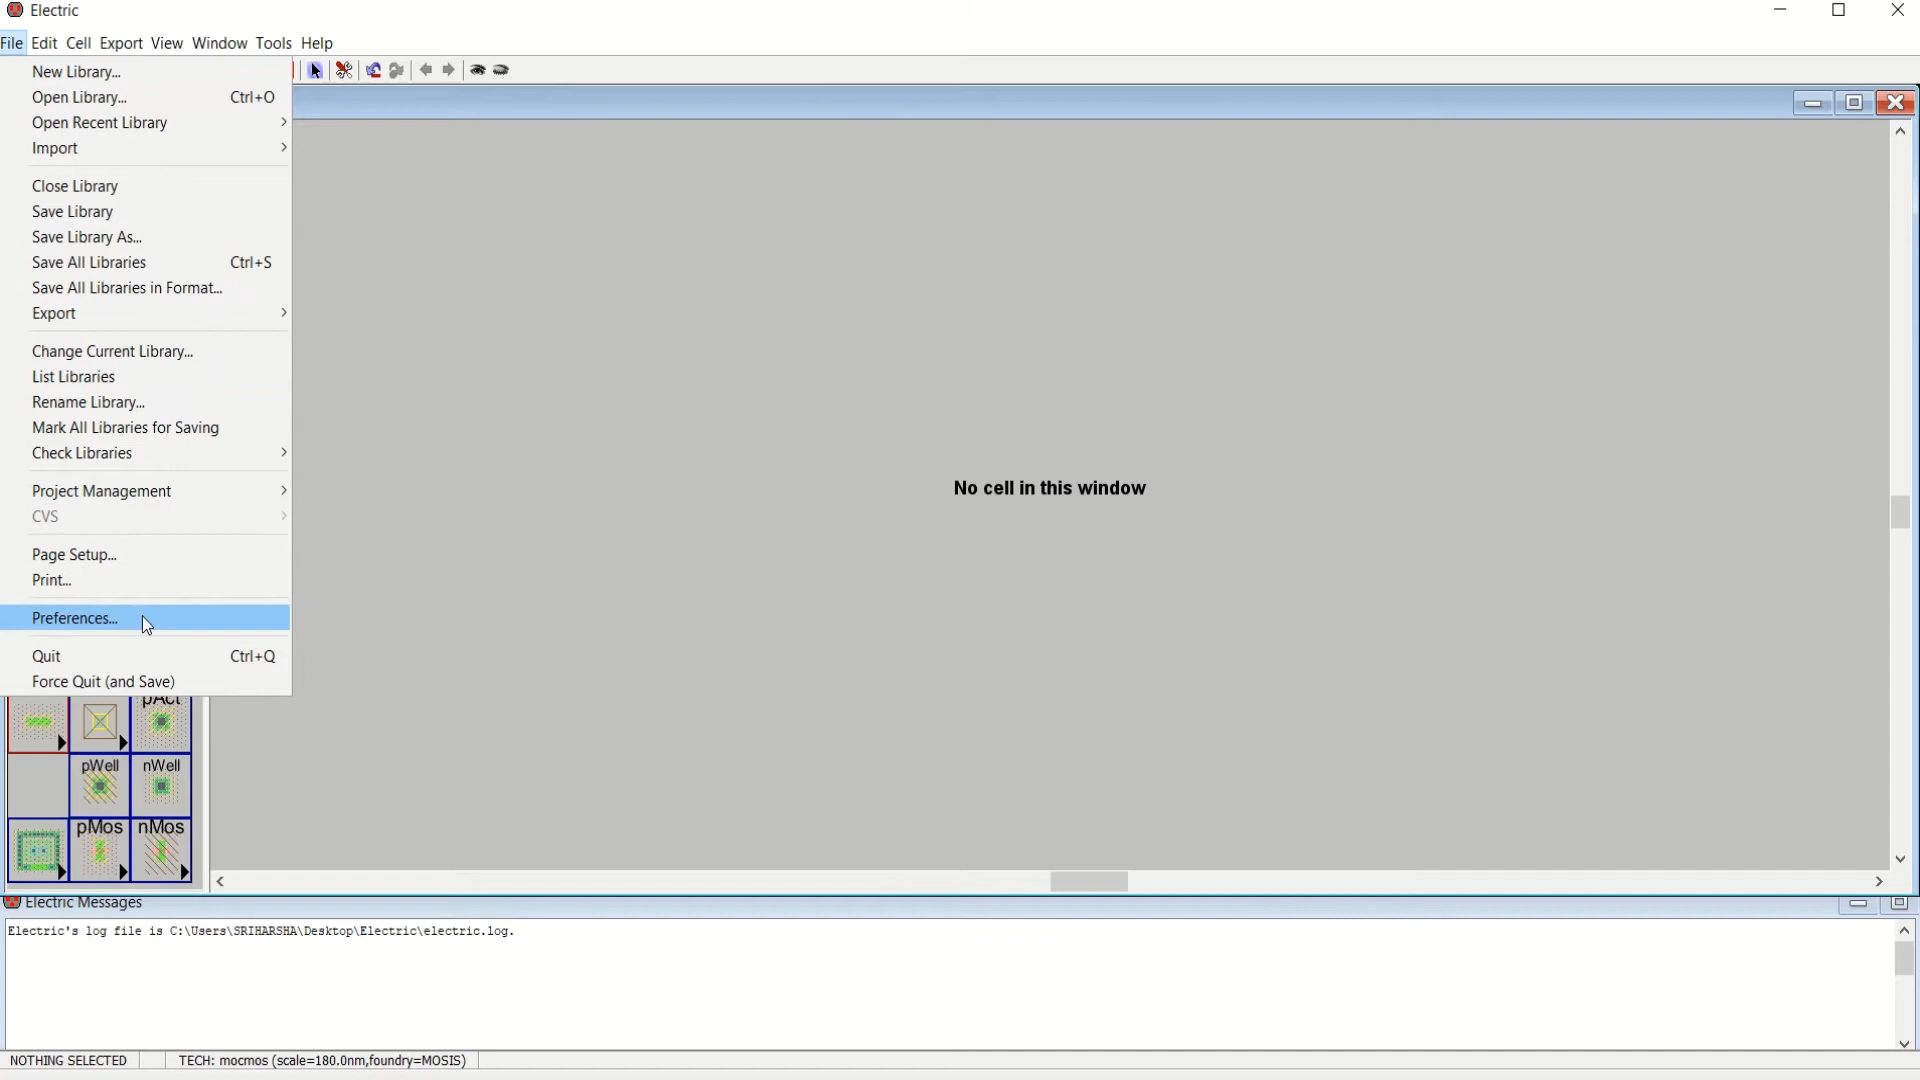 Electric
File Edit Cell Export View Window Tools Help
New Library...
Open Library... Ctrl+O
Open Recent Library
Import
Close Library
Save Library
Save Library As...
Save All Libraries Ctrl+S
Save All Libraries in Format...
Export
Change Current Library...
List Libraries
Rename Library...
Mark All Libraries for Saving
Check Libraries
Project Management
CVS
Page Setup...
Print...
Preferences...
Quit Ctrl+Q
Force Quit (and Save)
No cell in this window
pAct
pWell nWell
pMos nMos
Electric Messages
Electric's log file is C:\Users\SRIHARSHA\Desktop\Electric\electric.log.
NOTHING SELECTED TECH: mocmos (scale=180.0nm,foundry=MOSIS)